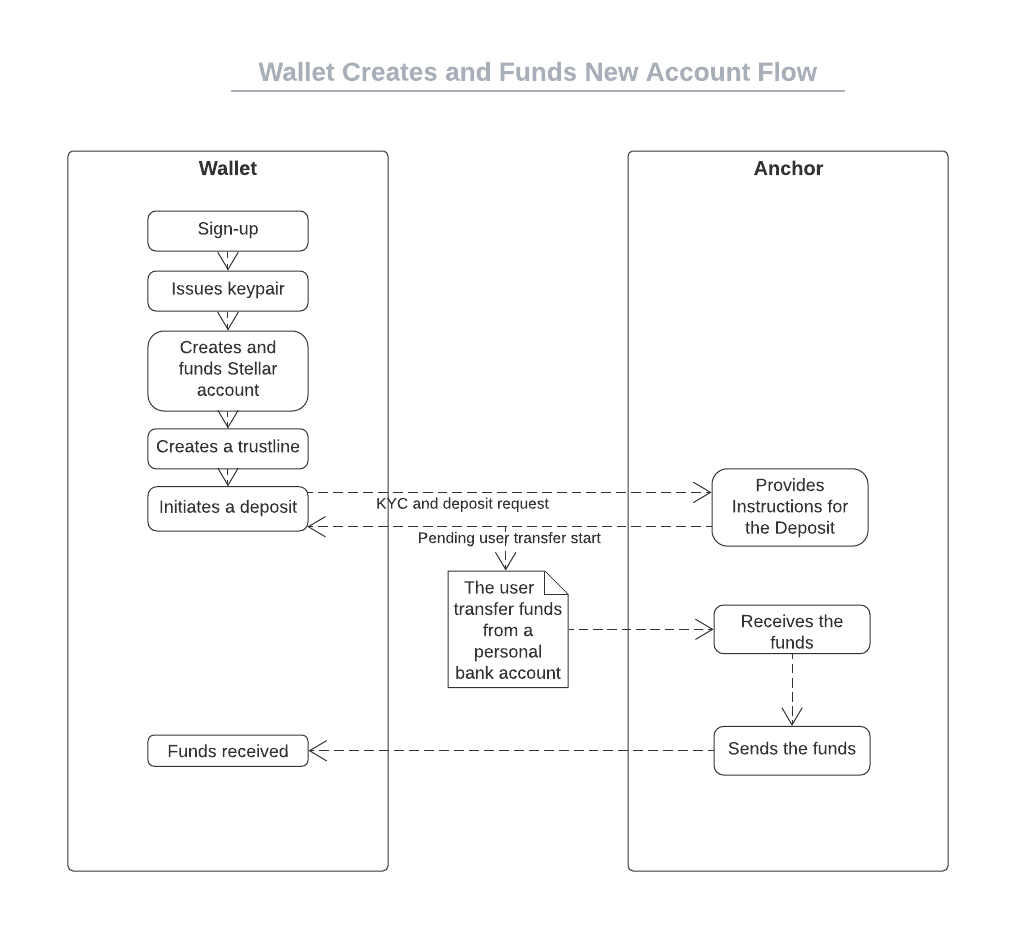 Wallet Creates and Funds New Account Flow
Wallet
Anchor
Sign-up
Issues keypair
Creates and
funds Stellar
account
Creates a trustline
Initiates a deposit
KYC and deposit request
Provides
Instructions for
the Deposit
Pending user transfer start
The user
transfer funds
from a
personal
bank account
Receives the
funds
Sends the funds
Funds received